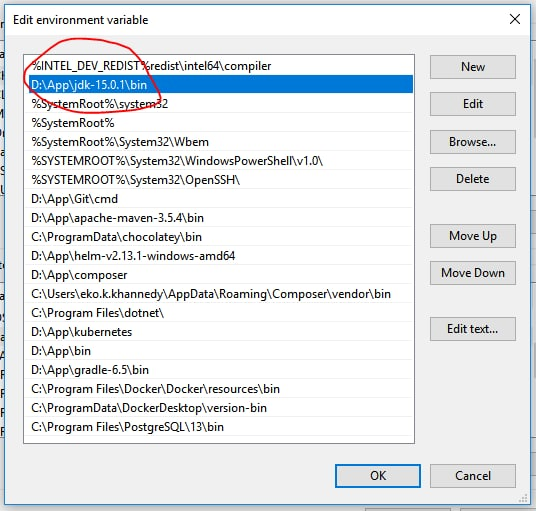 Edit environment variable
%INTEL_DEV_REDIST%redist\intel64\compiler
D:\App\jdk-15.0.1\bin
%SystemRoot%\system32
%SystemRoot%
%SystemRoot%\System32\Wbem
%SYSTEMROOT%\System32\WindowsPowerShell\v1.0\
%SYSTEMROOT%\System32\OpenSSH\
D:\App\Git\cmd
D:\App\apache-maven-3.5.4\bin
C:\ProgramData\chocolatey\bin
D:\App\helm-v2.13.1-windows-amd64
D:\App\composer
C:\Users\eko.k.khannedy\AppData\Roaming\Composer\vendor\bin
C:\Program Files\dotnet\
D:\App\kubernetes
D:\App\bin
D:\App\gradle-6.5\bin
C:\Program Files\Docker\Docker\resources\bin
C:\ProgramData\DockerDesktop\version-bin
C:\Program Files\PostgreSQL\13\bin
New
Edit
Browse...
Delete
Move Up
Move Down
Edit text...
OK
Cancel